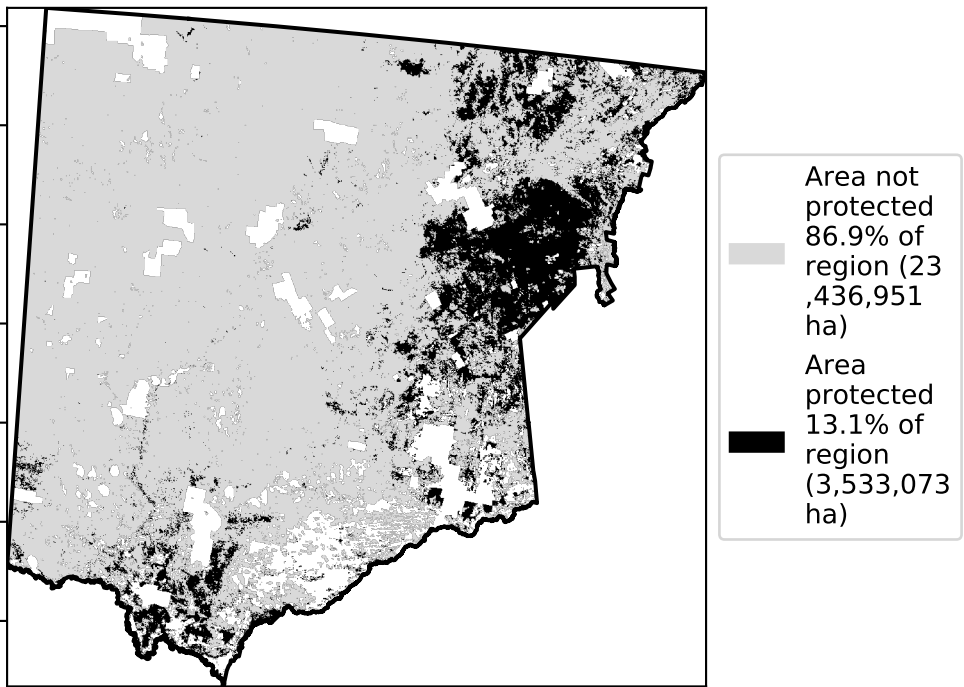 Area not
protected
86.9% of
region (23
,436,951
ha)
Area
protected
13.1% of
region
(3,533,073
ha)